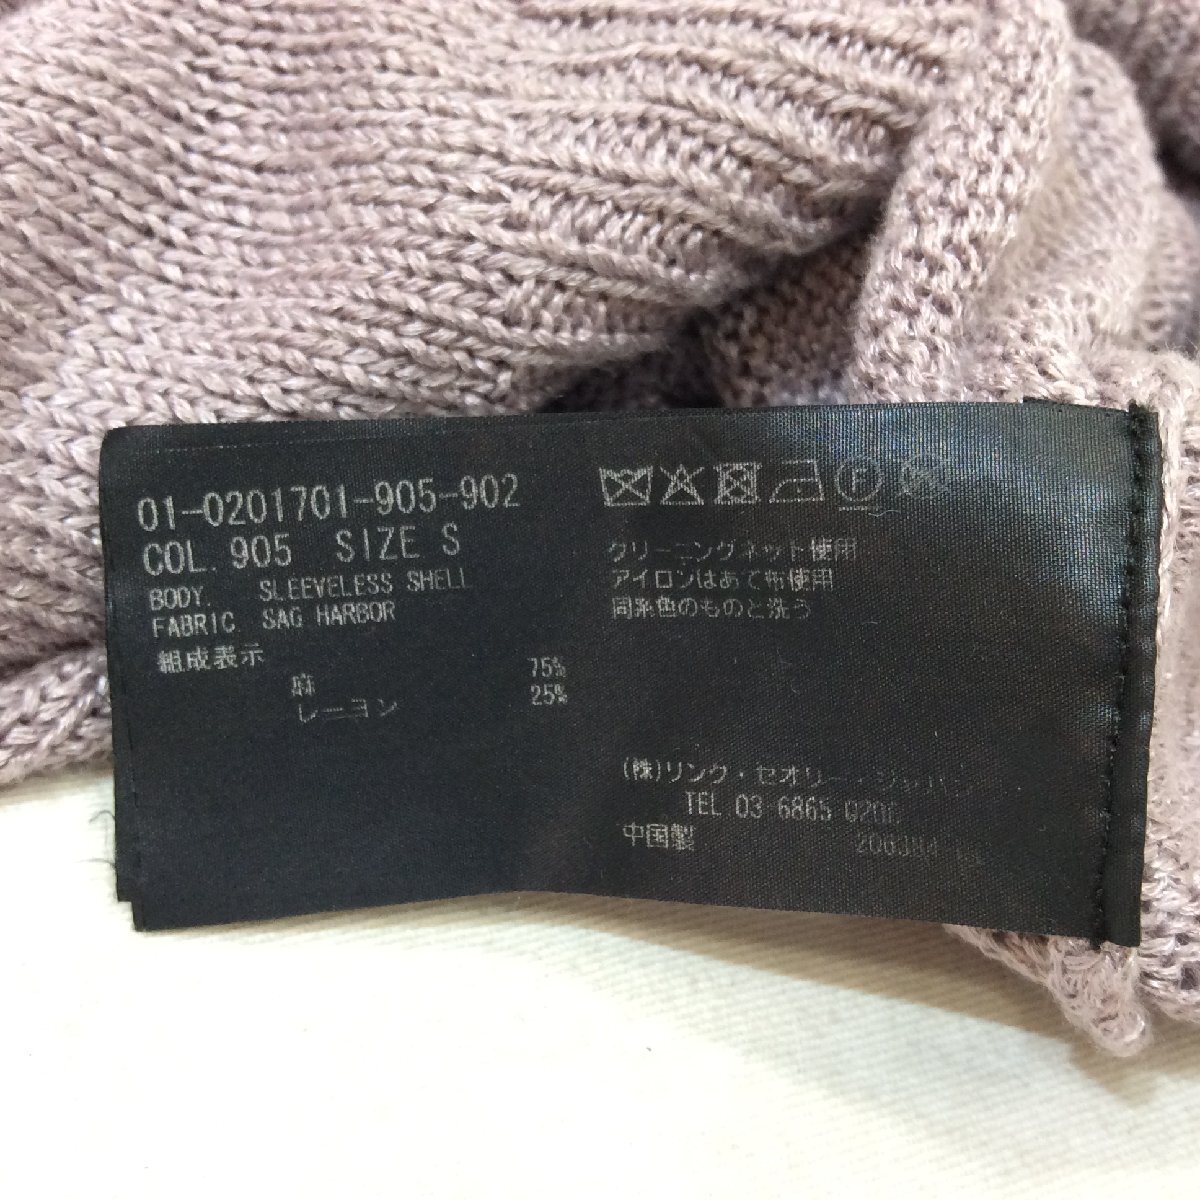 01-0201701-905-902
COL. 905 SIZE S
BODY. SLEEVELESS SHELL
FABRIC. SAG HARBOR
組成表示
麻 75%
レーヨン 25%
クリーニングネット使用
アイロンはあて布使用
同系色のものと洗う
(株)リンク・セオリー・ジャパン
TEL 03 6865 0206
中国製